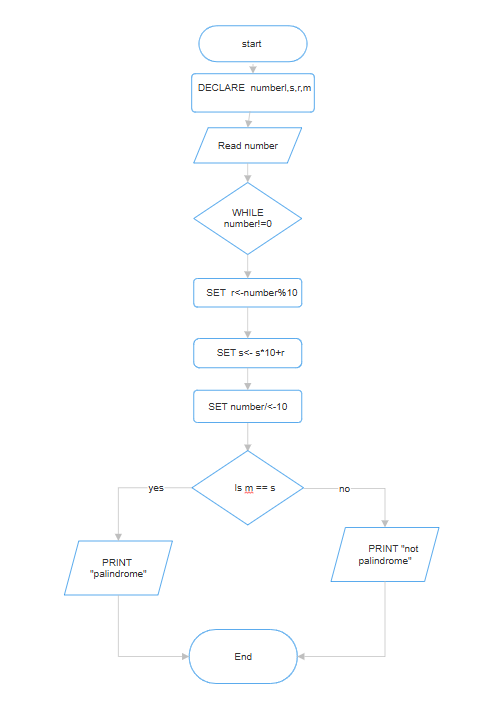 start
DECLARE numberl,s,r,m
Read number
WHILE
number!=0
SET r<-number%10
SET s<- s*10+r
SET number/<-10
Is m == s
yes
no
PRINT
"palindrome"
PRINT "not
palindrome"
End